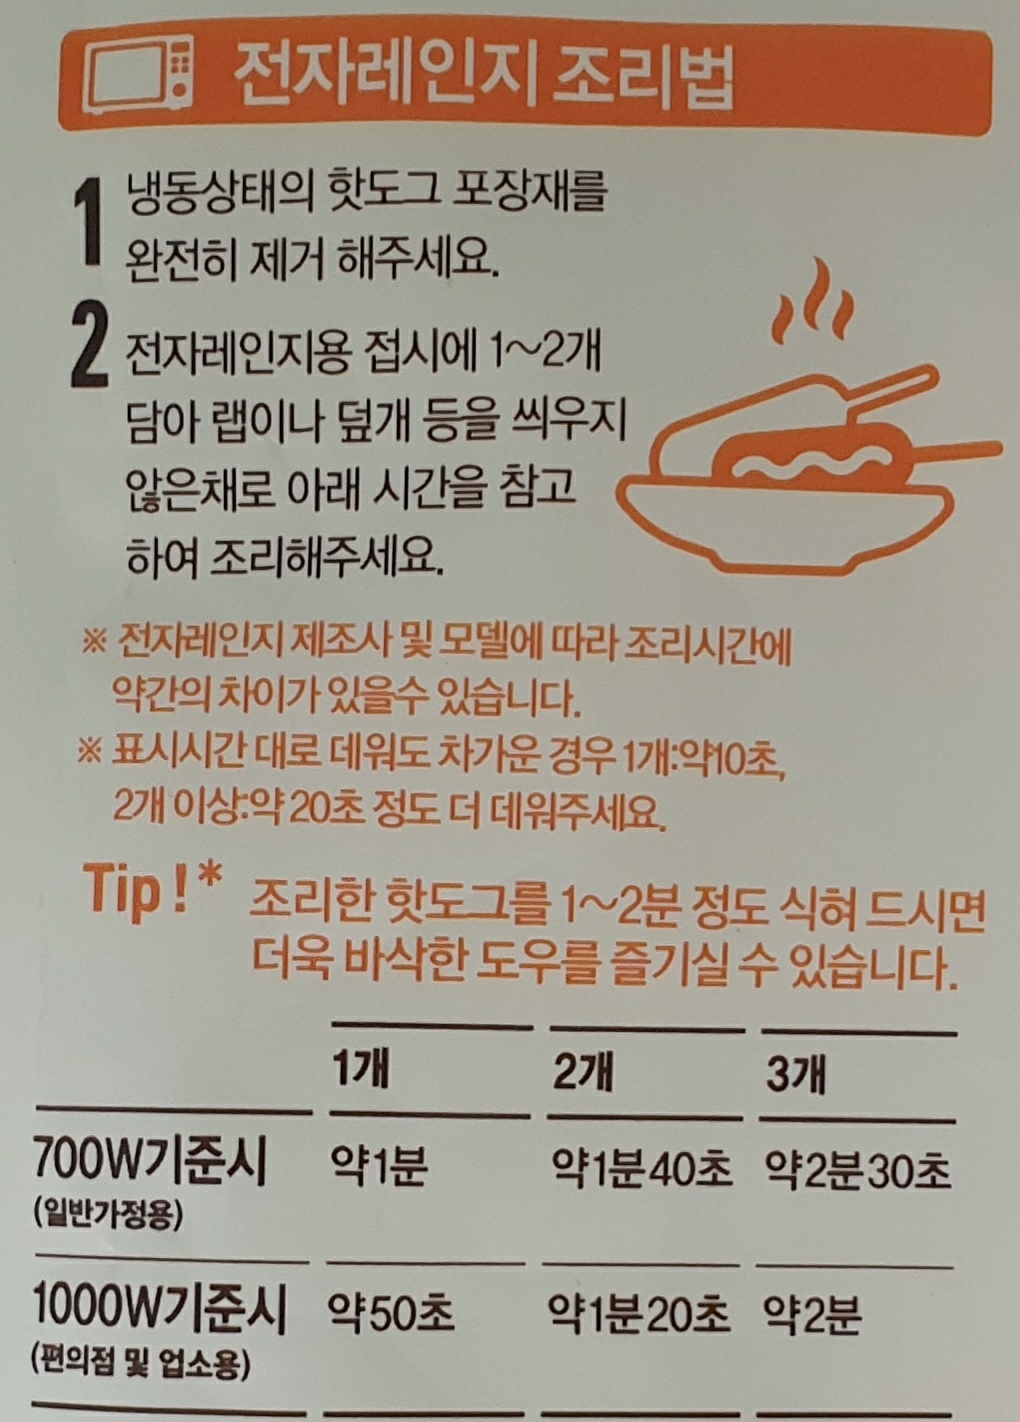 전자레인지 조리법
1 냉동상태의 핫도그 포장재를
완전히 제거 해주세요.
2 전자레인지용 접시에 1~2개
담아 랩이나 덮개 등을 씌우지
않은채로 아래 시간을 참고
하여 조리해주세요.
※ 전자레인지 제조사 및 모델에 따라 조리시간에
약간의 차이가 있을수 있습니다.
※ 표시시간 대로 데워도 차가운 경우 1개:약10초,
2개 이상:약 20초 정도 더 데워주세요.
Tip!* 조리한 핫도그를 1~2분 정도 식혀 드시면
더욱 바삭한 도우를 즐기실 수 있습니다.
1개 2개 3개
700W기준시 약1분 약1분40초 약2분30초
(일반가정용)
1000W기준시 약50초 약1분20초 약2분
(편의점 및 업소용)